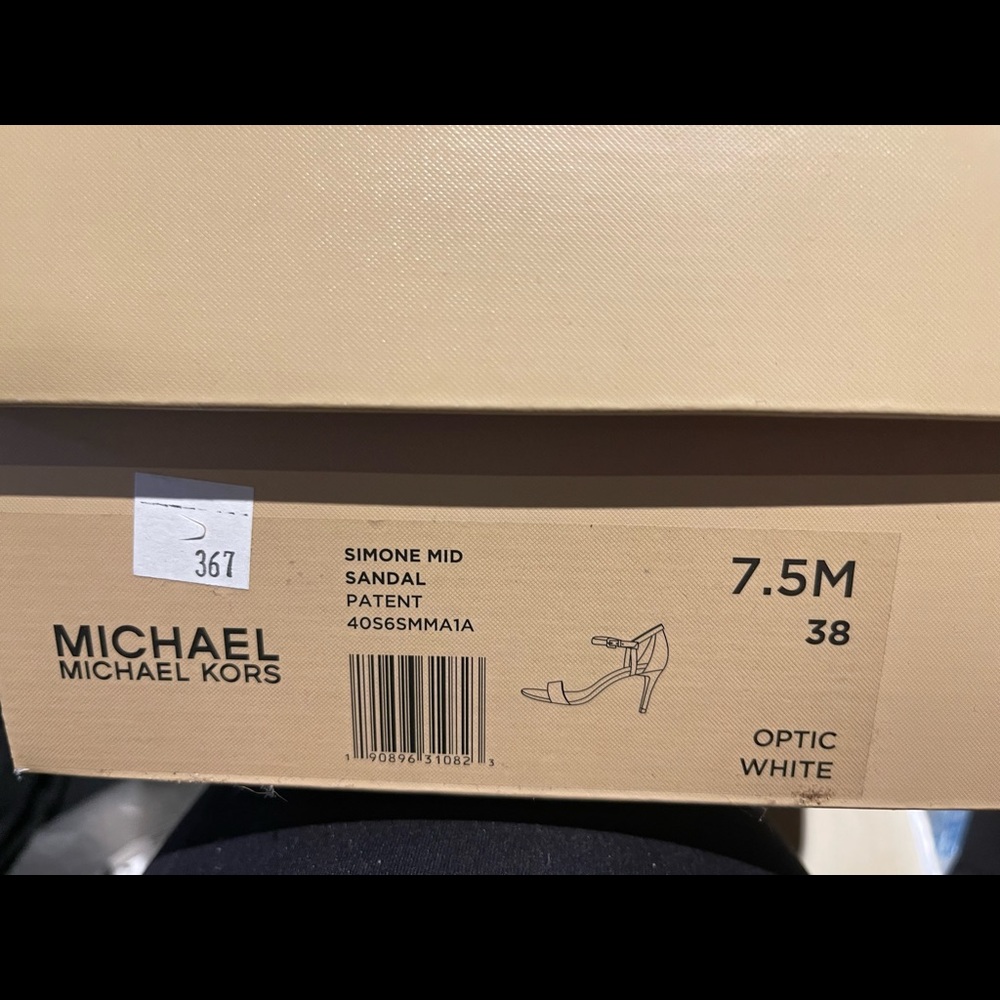 367
MICHAEL
MICHAEL KORS
SIMONE MID
SANDAL
PATENT
40S6SMMA1A
1 90896 31082 3
7.5M
38
OPTIC
WHITE